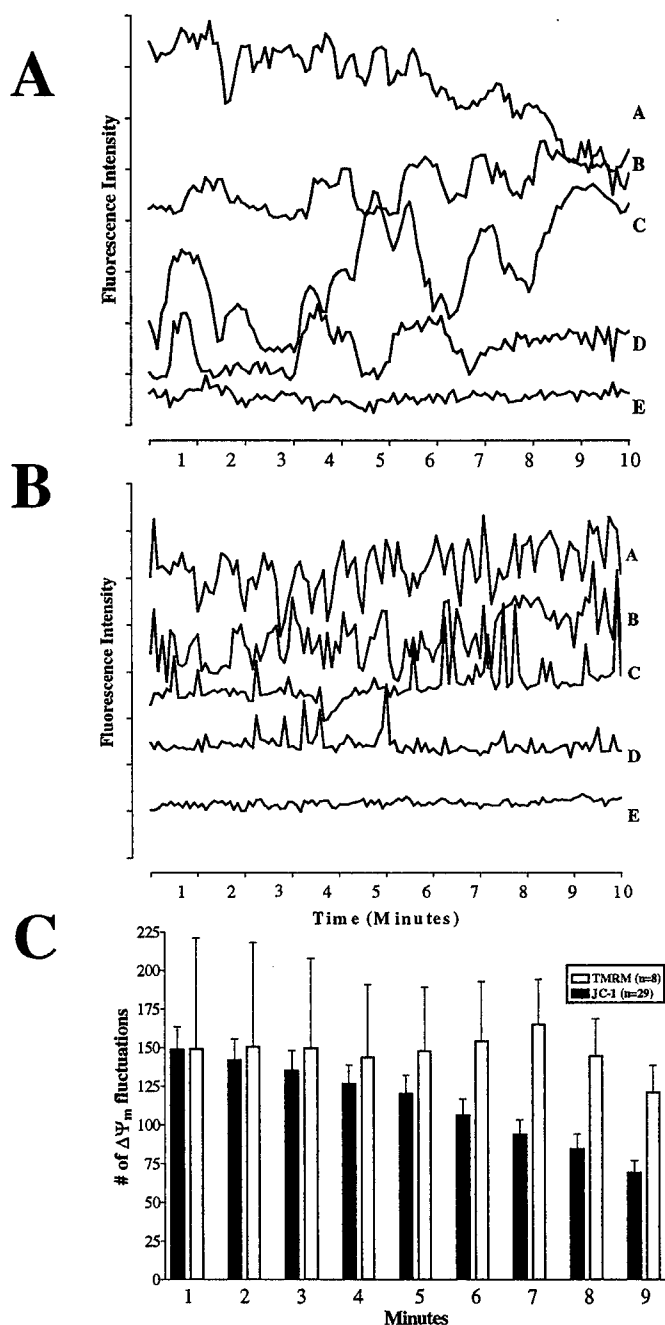 A
Fluorescence Intensity
A
B
C
D
E
1 2 3 4 5 6 7 8 9 10
B
Fluorescence Intensity
A
B
C
D
E
1 2 3 4 5 6 7 8 9 10
Time (Minutes)
C
# of ΔΨm fluctuations
225
200
175
150
125
100
75
50
25
0
TMRM (n=8)
JC-1 (n=29)
1 2 3 4 5 6 7 8 9
Minutes